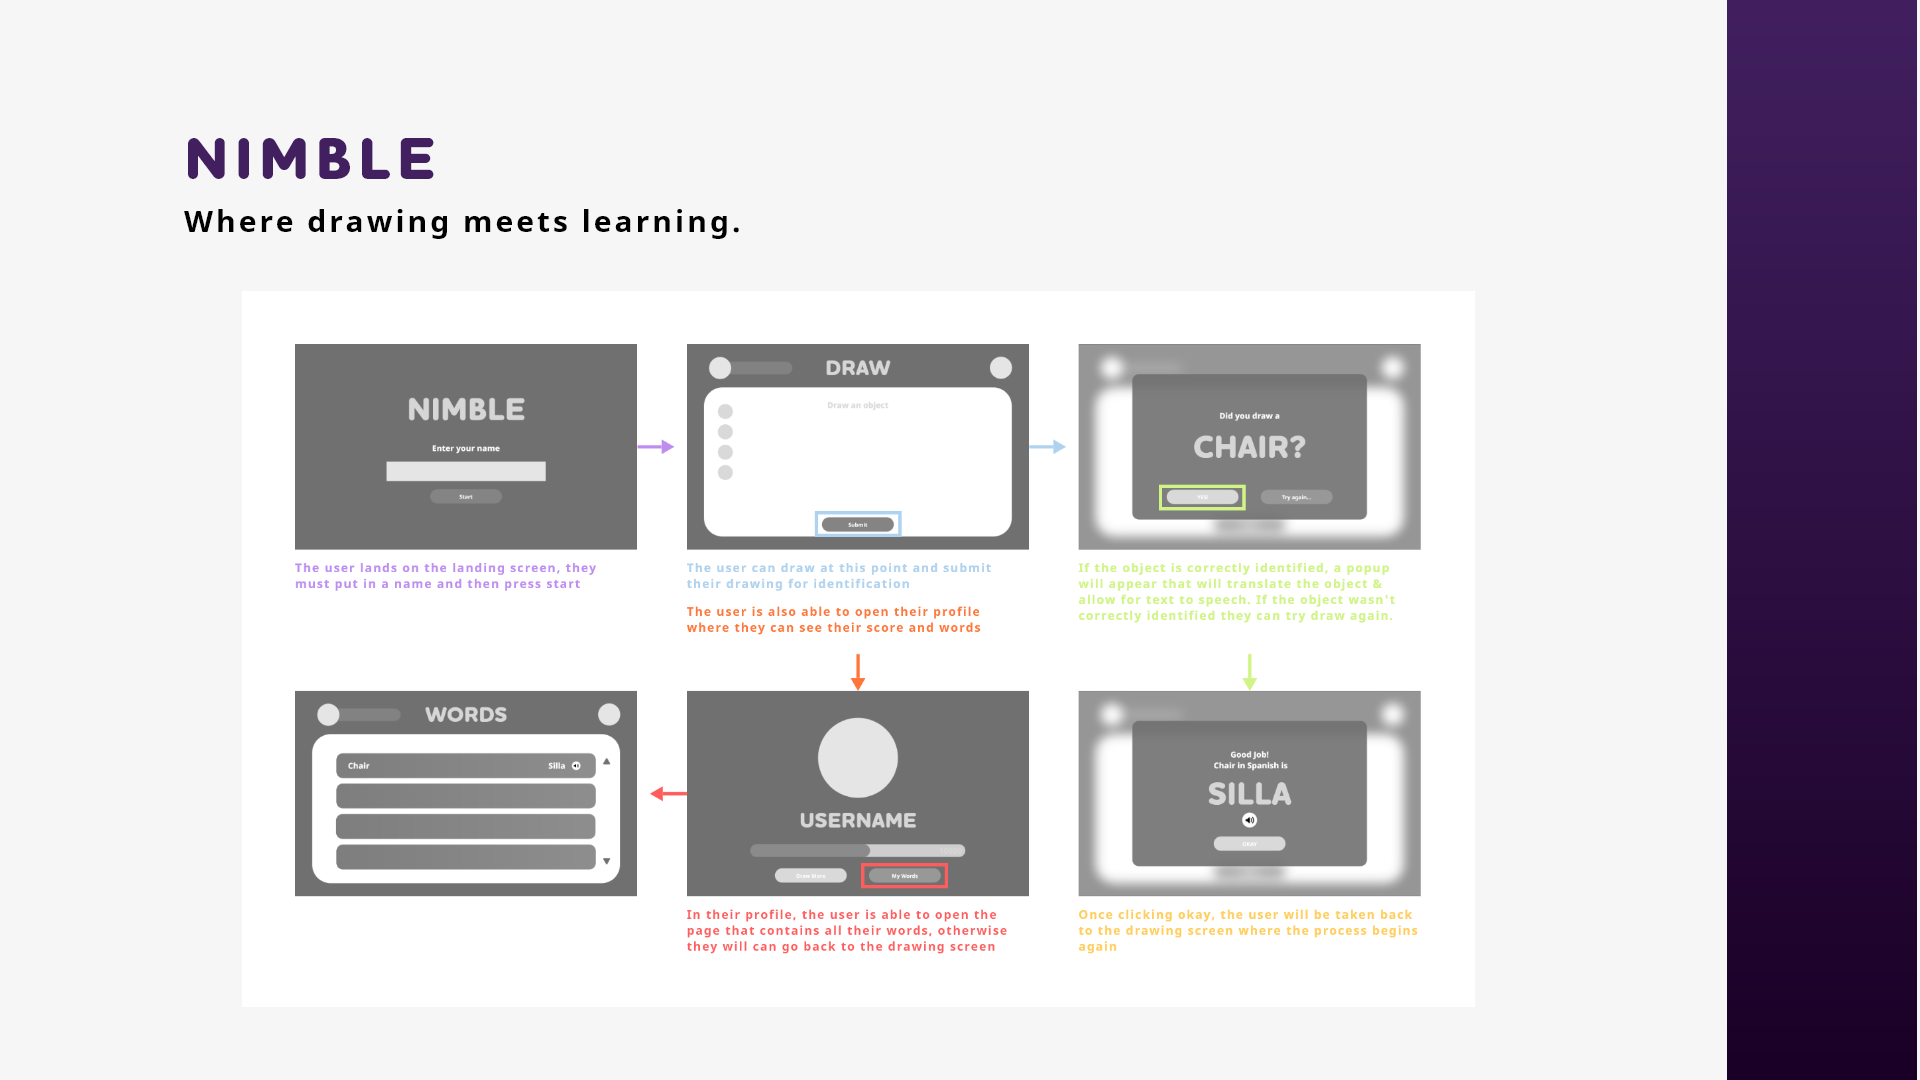 NIMBLE
Where drawing meets learning.
NIMBLE
Enter your name
Start
The user lands on the landing screen, they
must put in a name and then press start
DRAW
Draw an object
Submit
The user can draw at this point and submit
their drawing for identification
The user is also able to open their profile
where they can see their score and words
Did you draw a
CHAIR?
YES!
Try again...
If the object is correctly identified, a popup
will appear that will translate the object &
allow for text to speech. If the object wasn't
correctly identified they can try draw again.
WORDS
Chair Silla
USERNAME
Draw More
My Words
In their profile, the user is able to open the
page that contains all their words, otherwise
they will can go back to the drawing screen
Good Job!
Chair in Spanish is
SILLA
OKAY
Once clicking okay, the user will be taken back
to the drawing screen where the process begins
again